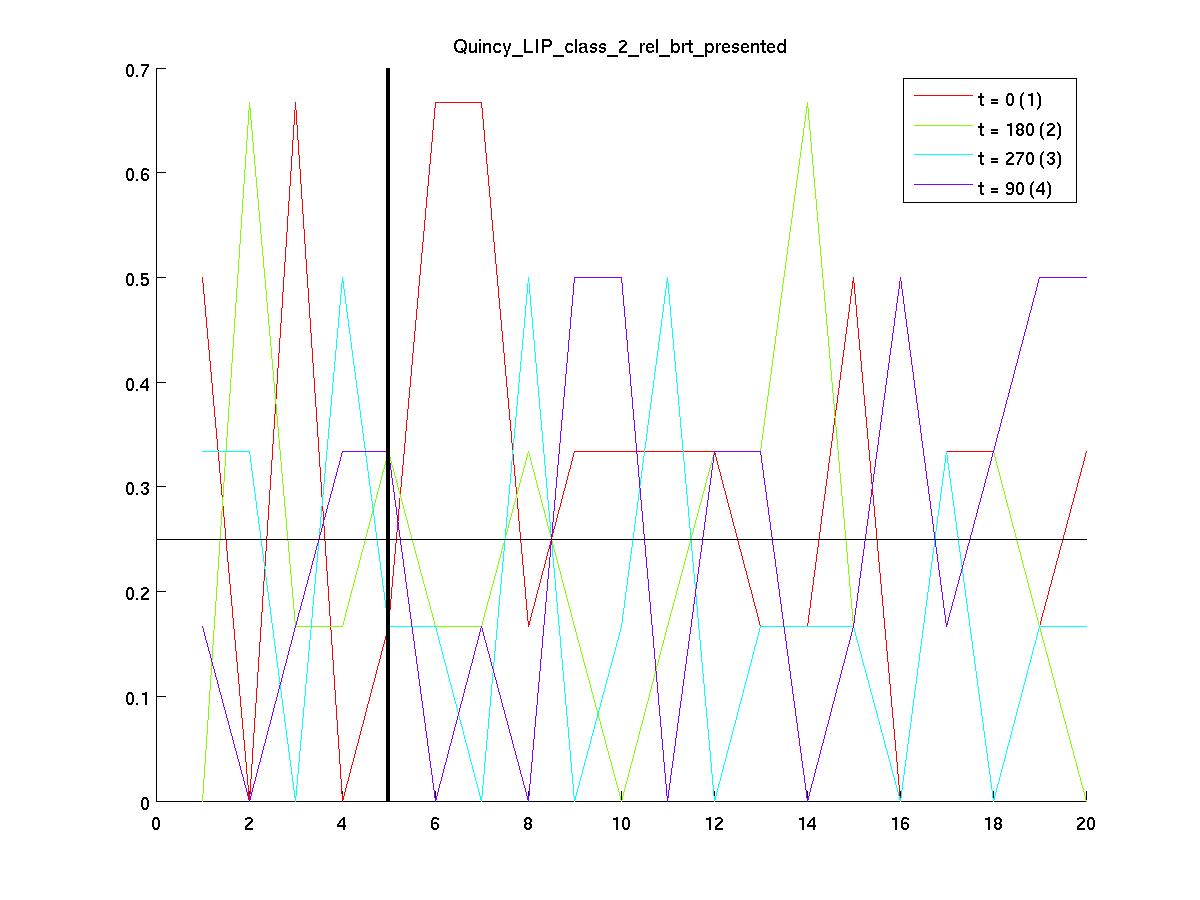 Quincy_LIP_class_2_rel_brt_presented
0.7
0.6
0.5
0.4
0.3
0.2
0.1
0
0 2 4 6 8 10 12 14 16 18 20
t = 0 (1)
t = 180 (2)
t = 270 (3)
t = 90 (4)